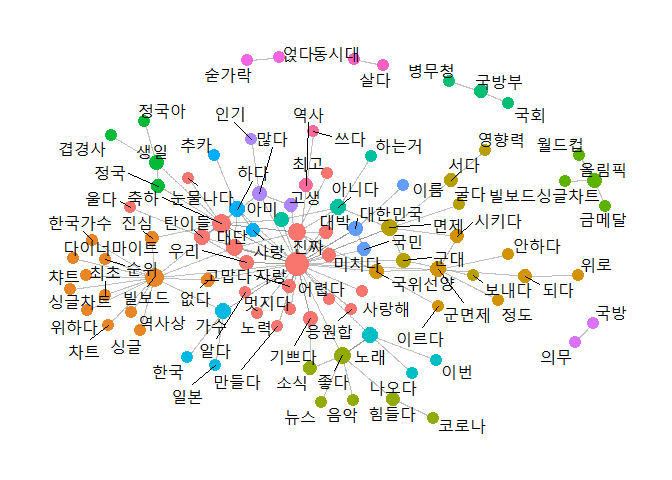 숟가락
얹다
동시대
살다
병무청
국방부
국회
정국아
겹경사
인기
역사
쓰다
생일
추카
많다
하는거
영향력
월드컵
올림픽
정국
하다
최고
서다
축하
눈물나다
고생
아니다
이름
굴다
빌보드싱글차트
금메달
울다
아미
대박
대한민국
면제
시키다
한국가수
진심
탄이들
대단
진짜
국민
다이너마이트
우리
사랑
미치다
군대
안하다
챠트
최초
순위
고맙다
자랑
국위선양
위로
싱글차트
빌보드
없다
멋지다
어렵다
보내다
되다
위하다
역사상
가수
노력
응원합
사랑해
군면제
정도
국방
차트
싱글
알다
기쁘다
노래
이르다
의무
한국
만들다
소식
좋다
이번
일본
나오다
뉴스
음악
힘들다
코로나